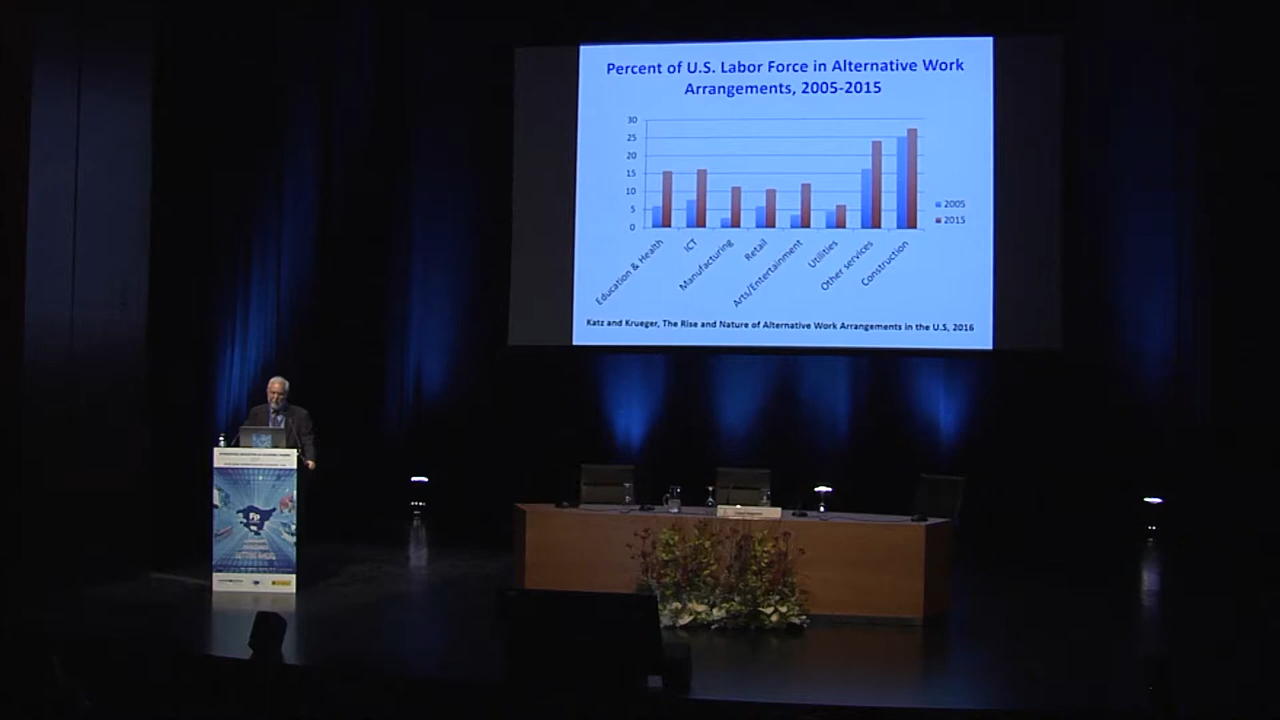 Percent of U.S. Labor Force in Alternative Work
Arrangements, 2005-2015
30
25
20
15
10
5
0
2005
2015
Education & Health
ICT
Manufacturing
Retail
Arts/Entertainment
Utilities
Other services
Construction
Katz and Krueger, The Rise and Nature of Alternative Work Arrangements in the U.S, 2016
FP